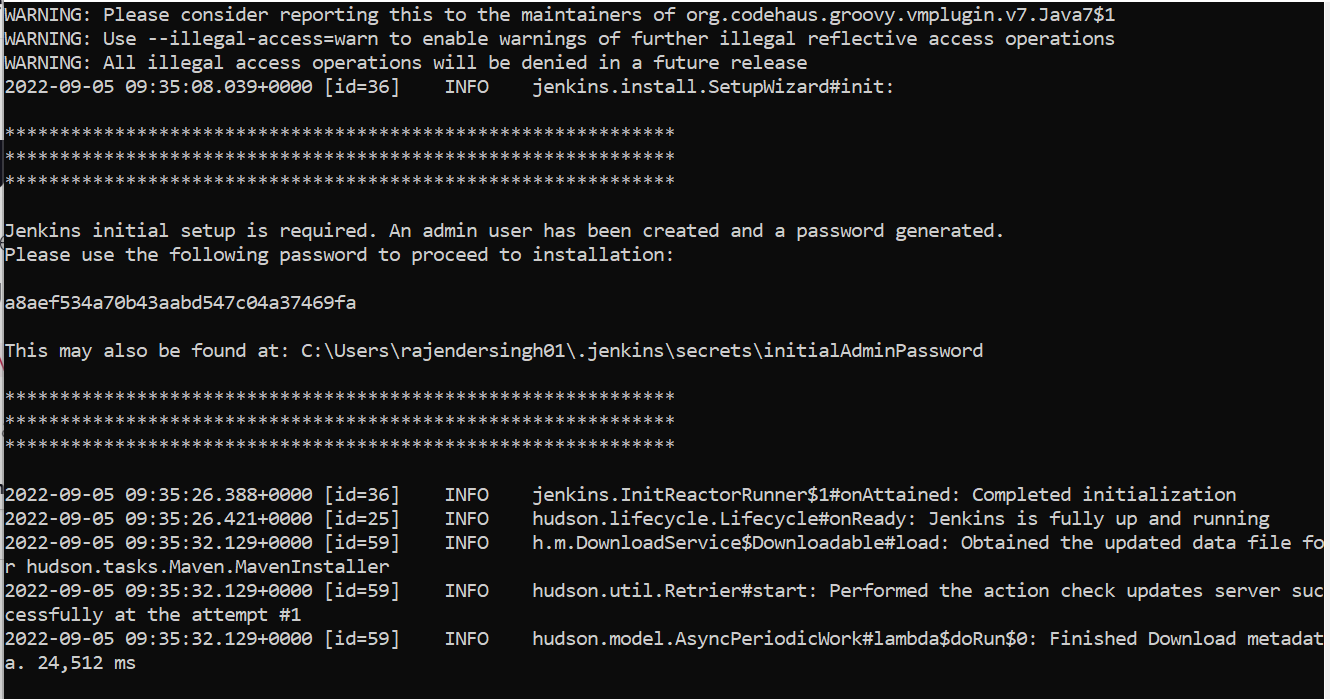 WARNING: Please consider reporting this to the maintainers of org.codehaus.groovy.vmplugin.v7.Java7$1
WARNING: Use --illegal-access=warn to enable warnings of further illegal reflective access operations
WARNING: All illegal access operations will be denied in a future release
2022-09-05 09:35:08.039+0000 [id=36]    INFO    jenkins.install.SetupWizard#init:
*************************************************************
*************************************************************
*************************************************************
Jenkins initial setup is required. An admin user has been created and a password generated.
Please use the following password to proceed to installation:
a8aef534a70b43aabd547c04a37469fa
This may also be found at: C:\Users\rajendersingh01\.jenkins\secrets\initialAdminPassword
*************************************************************
*************************************************************
*************************************************************
2022-09-05 09:35:26.388+0000 [id=36]    INFO    jenkins.InitReactorRunner$1#onAttained: Completed initialization
2022-09-05 09:35:26.421+0000 [id=25]    INFO    hudson.lifecycle.Lifecycle#onReady: Jenkins is fully up and running
2022-09-05 09:35:32.129+0000 [id=59]    INFO    h.m.DownloadService$Downloadable#load: Obtained the updated data file fo
r hudson.tasks.Maven.MavenInstaller
2022-09-05 09:35:32.129+0000 [id=59]    INFO    hudson.util.Retrier#start: Performed the action check updates server suc
cessfully at the attempt #1
2022-09-05 09:35:32.129+0000 [id=59]    INFO    hudson.model.AsyncPeriodicWork#lambda$doRun$0: Finished Download metadat
a. 24,512 ms